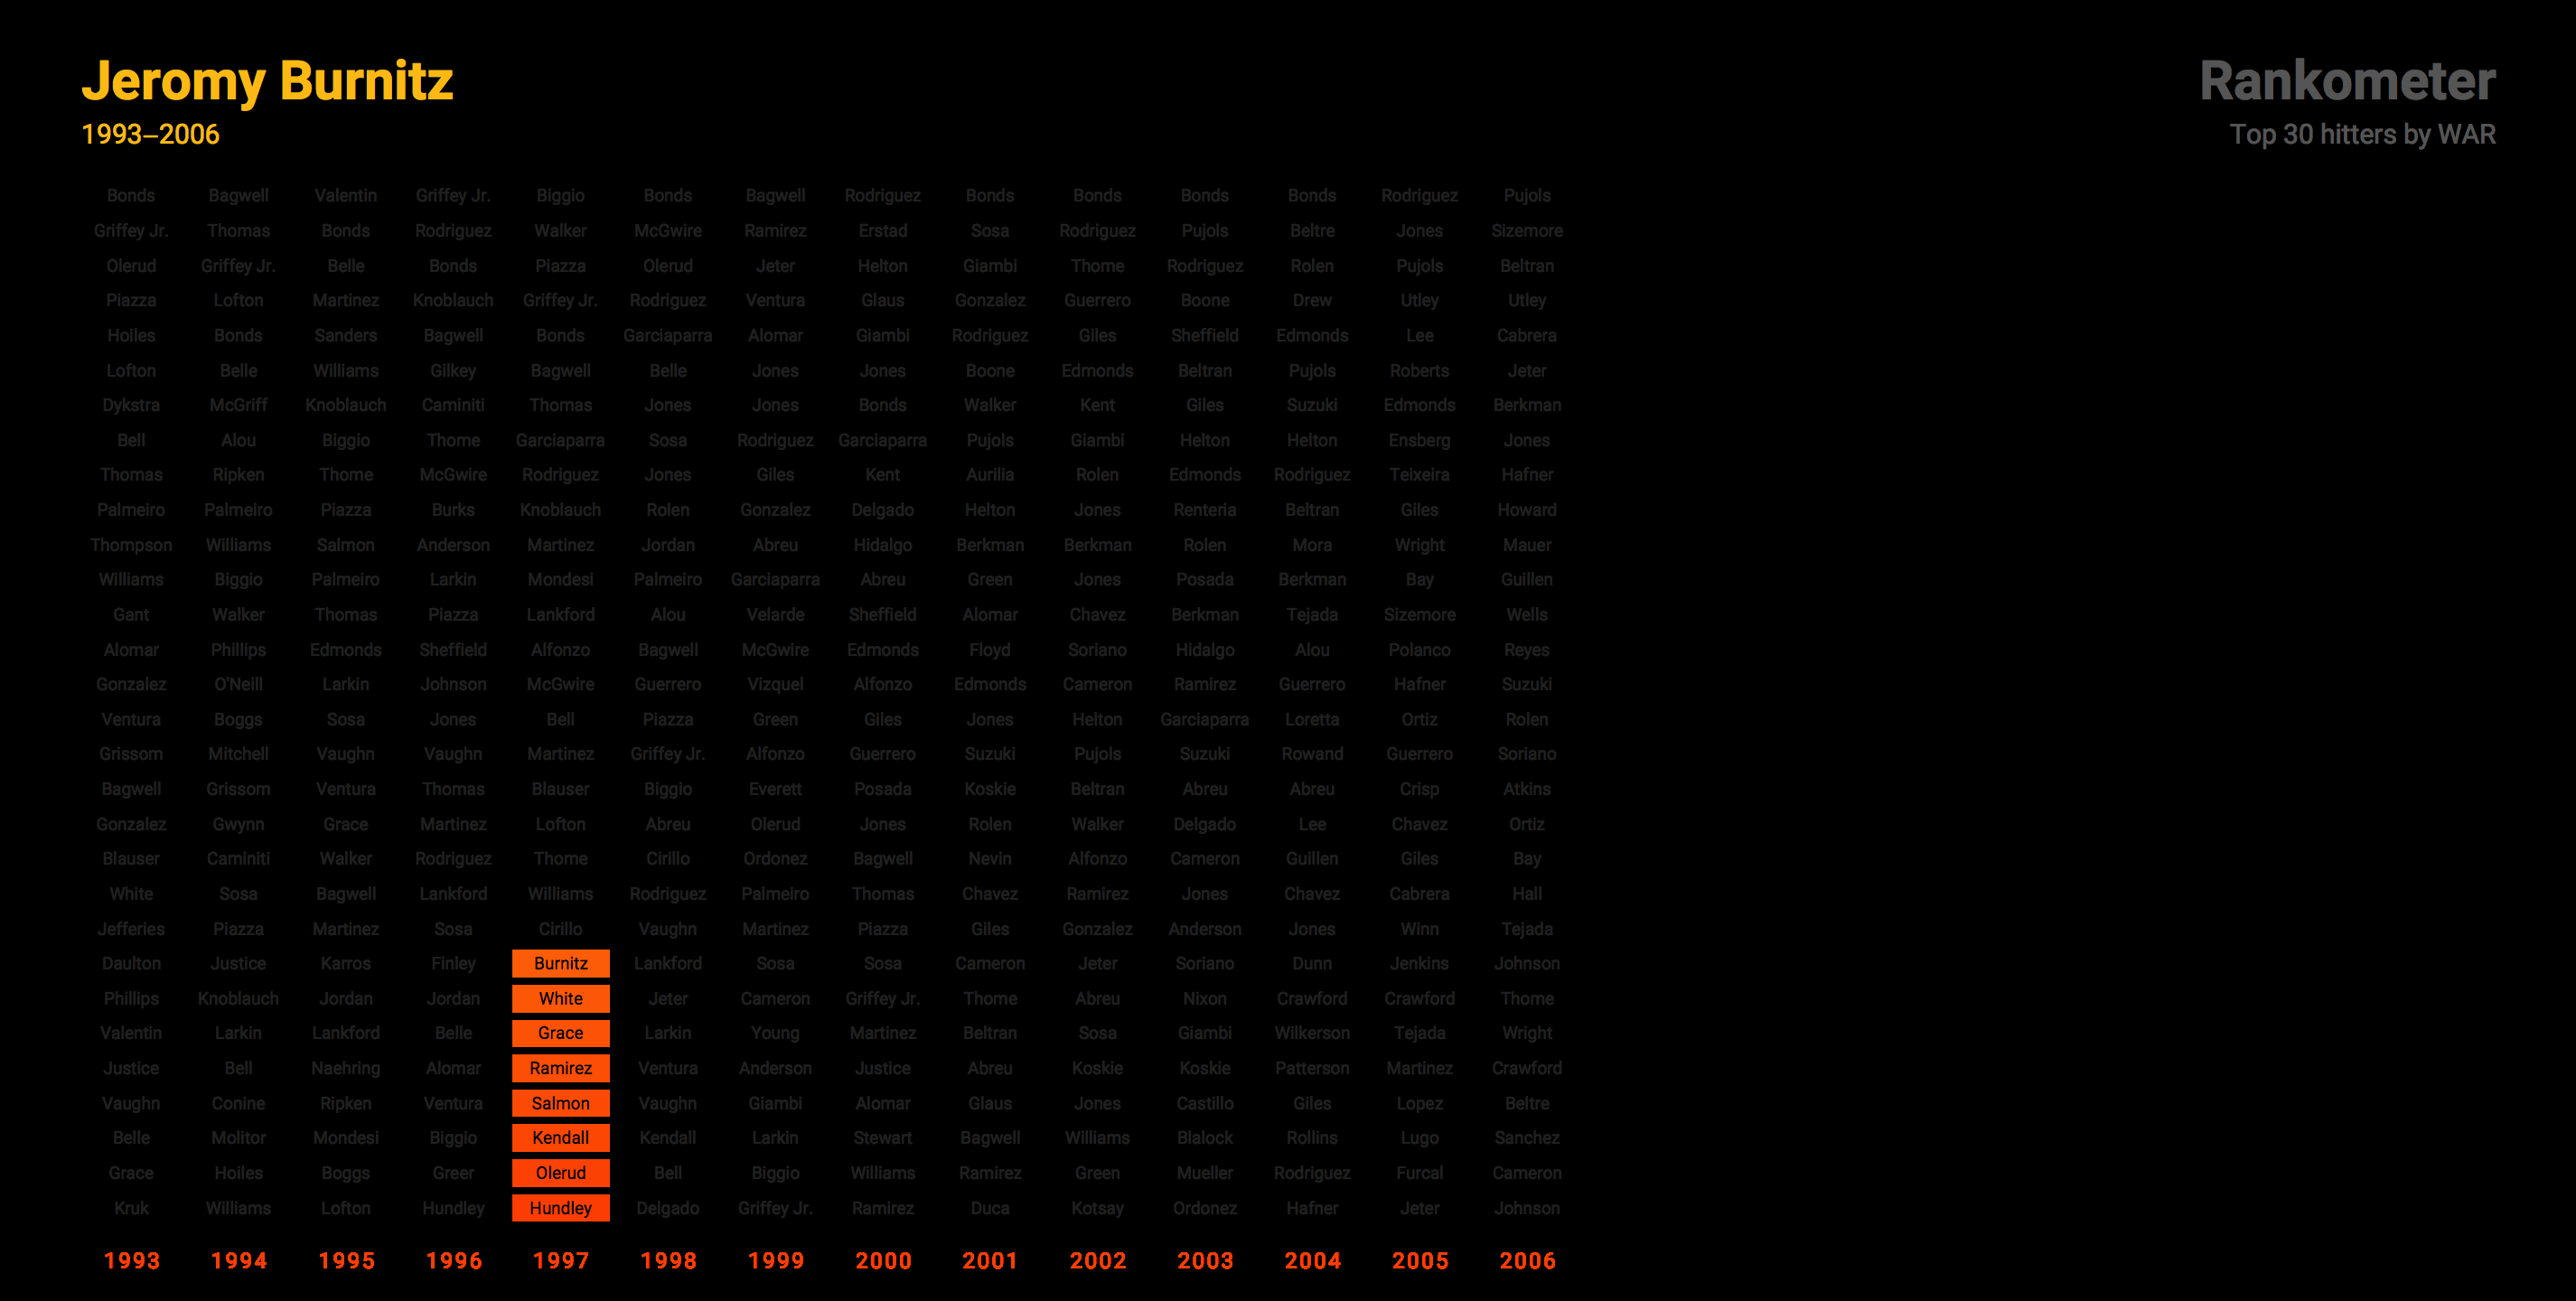 Jeromy Burnitz
1993–2006
Rankometer
Top 30 hitters by WAR
Bonds Bagwell Valentin Griffey Jr. Biggio Bonds Bagwell Rodriguez Bonds Bonds Bonds Bonds Rodriguez Pujols
Griffey Jr. Thomas Bonds Rodriguez Walker McGwire Ramirez Erstad Sosa Rodriguez Pujols Beltre Jones Sizemore
Olerud Griffey Jr. Belle Bonds Piazza Olerud Jeter Helton Giambi Thome Rodriguez Rolen Pujols Beltran
Piazza Lofton Martinez Knoblauch Griffey Jr. Rodriguez Ventura Glaus Gonzalez Guerrero Boone Drew Utley Utley
Hoiles Bonds Sanders Bagwell Bonds Garciaparra Alomar Giambi Rodriguez Giles Sheffield Edmonds Lee Cabrera
Lofton Belle Williams Gilkey Bagwell Belle Jones Jones Boone Edmonds Beltran Pujols Roberts Jeter
Dykstra McGriff Knoblauch Caminiti Thomas Jones Jones Bonds Walker Kent Giles Suzuki Edmonds Berkman
Bell Alou Biggio Thome Garciaparra Sosa Rodriguez Garciaparra Pujols Giambi Helton Helton Ensberg Jones
Thomas Ripken Thome McGwire Rodriguez Jones Giles Kent Aurilia Rolen Edmonds Rodriguez Teixeira Hafner
Palmeiro Palmeiro Piazza Burks Knoblauch Rolen Gonzalez Delgado Helton Jones Renteria Beltran Giles Howard
Thompson Williams Salmon Anderson Martinez Jordan Abreu Hidalgo Berkman Berkman Rolen Mora Wright Mauer
Williams Biggio Palmeiro Larkin Mondesi Palmeiro Garciaparra Abreu Green Jones Posada Berkman Bay Guillen
Gant Walker Thomas Piazza Lankford Alou Velarde Sheffield Alomar Chavez Berkman Tejada Sizemore Wells
Alomar Phillips Edmonds Sheffield Alfonzo Bagwell McGwire Edmonds Floyd Soriano Hidalgo Alou Polanco Reyes
Gonzalez O'Neill Larkin Johnson McGwire Guerrero Vizquel Alfonzo Edmonds Cameron Ramirez Guerrero Hafner Suzuki
Ventura Boggs Sosa Jones Bell Piazza Green Giles Jones Helton Garciaparra Loretta Ortiz Rolen
Grissom Mitchell Vaughn Vaughn Martinez Griffey Jr. Alfonzo Guerrero Suzuki Pujols Suzuki Rowand Guerrero Soriano
Bagwell Grissom Ventura Thomas Blauser Biggio Everett Posada Koskie Beltran Abreu Abreu Crisp Atkins
Gonzalez Gwynn Grace Martinez Lofton Abreu Olerud Jones Rolen Walker Delgado Lee Chavez Ortiz
Blauser Caminiti Walker Rodriguez Thome Cirillo Ordonez Bagwell Nevin Alfonzo Cameron Guillen Giles Bay
White Sosa Bagwell Lankford Williams Rodriguez Palmeiro Thomas Chavez Ramirez Jones Chavez Cabrera Hall
Jefferies Piazza Martinez Sosa Cirillo Vaughn Martinez Piazza Giles Gonzalez Anderson Jones Winn Tejada
Daulton Justice Karros Finley Burnitz Lankford Sosa Sosa Cameron Jeter Soriano Dunn Jenkins Johnson
Phillips Knoblauch Jordan Jordan White Jeter Cameron Griffey Jr. Thome Abreu Nixon Crawford Crawford Thome
Valentin Larkin Lankford Belle Grace Larkin Young Martinez Beltran Sosa Giambi Wilkerson Tejada Wright
Justice Bell Naehring Alomar Ramirez Ventura Anderson Justice Abreu Koskie Koskie Patterson Martinez Crawford
Vaughn Conine Ripken Ventura Salmon Vaughn Giambi Alomar Glaus Jones Castillo Giles Lopez Beltre
Belle Molitor Mondesi Biggio Kendall Kendall Larkin Stewart Bagwell Williams Blalock Rollins Lugo Sanchez
Grace Hoiles Boggs Greer Olerud Bell Biggio Williams Ramirez Green Mueller Rodriguez Furcal Cameron
Kruk Williams Lofton Hundley Hundley Delgado Griffey Jr. Ramirez Duca Kotsay Ordonez Hafner Jeter Johnson
1993 1994 1995 1996 1997 1998 1999 2000 2001 2002 2003 2004 2005 2006